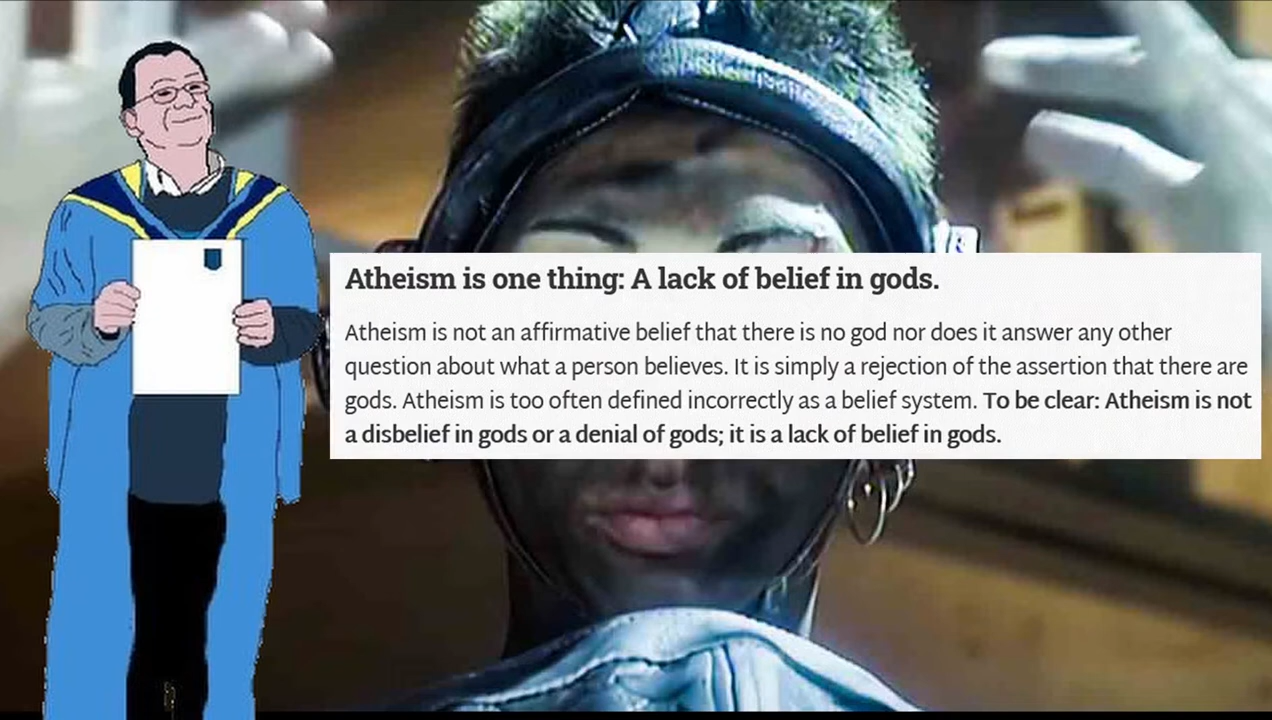 Atheism is one thing: A lack of belief in gods.
Atheism is not an affirmative belief that there is no god nor does it answer any other
question about what a person believes. It is simply a rejection of the assertion that there are
gods. Atheism is too often defined incorrectly as a belief system. To be clear: Atheism is not
a disbelief in gods or a denial of gods; it is a lack of belief in gods.